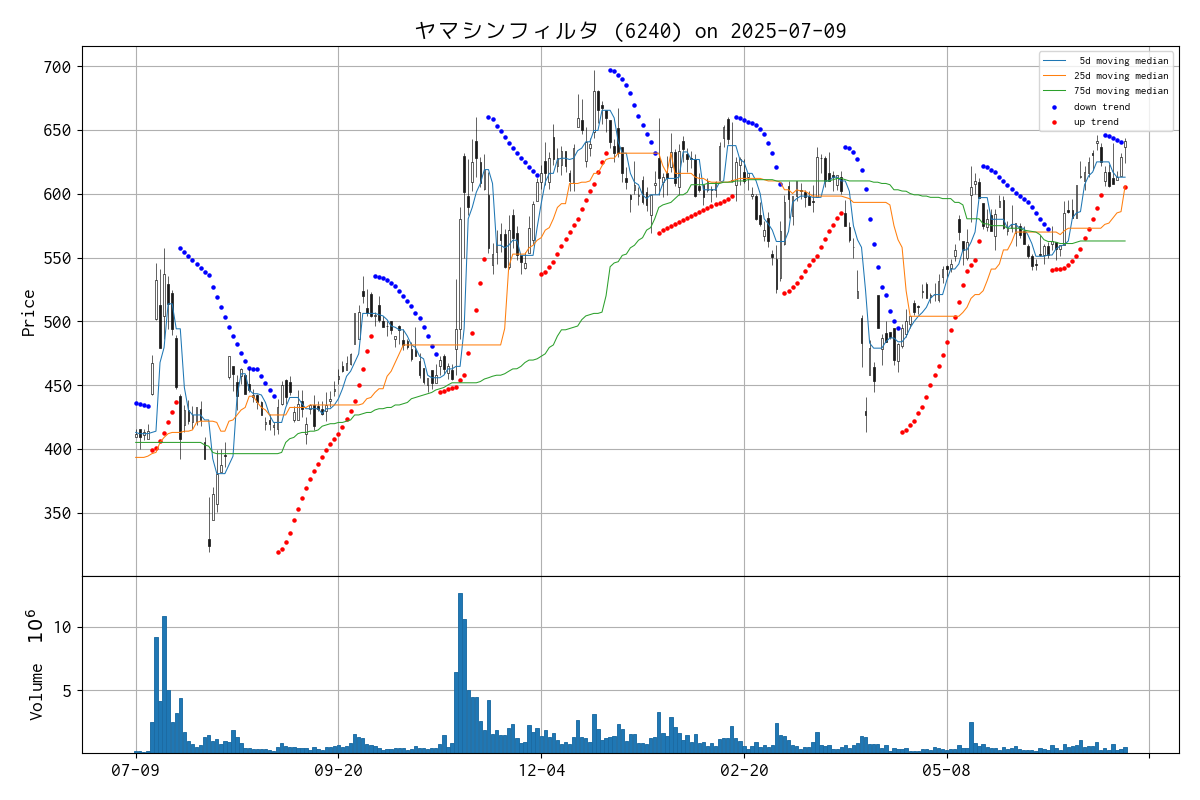 ヤマシンフィルタ (6240) on 2025-07-09
5d moving median
25d moving median
75d moving median
down trend
up trend
Price
700
650
600
550
500
450
400
350
Volume 10^6
10
5
07-09
09-20
12-04
02-20
05-08